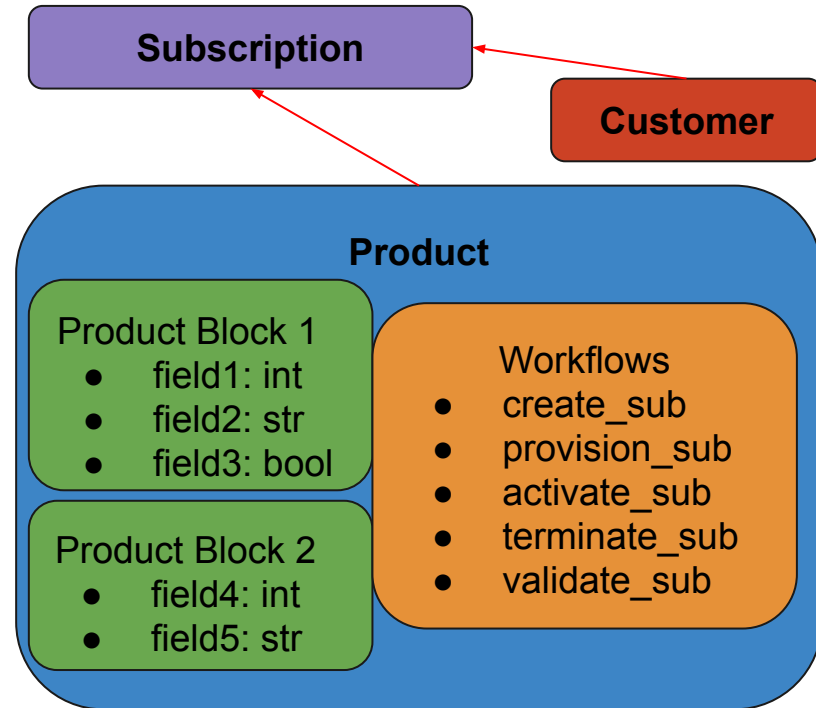 Subscription
Customer
Product
Product Block 1
● field1: int
● field2: str
● field3: bool
Product Block 2
● field4: int
● field5: str
Workflows
● create_sub
● provision_sub
● activate_sub
● terminate_sub
● validate_sub